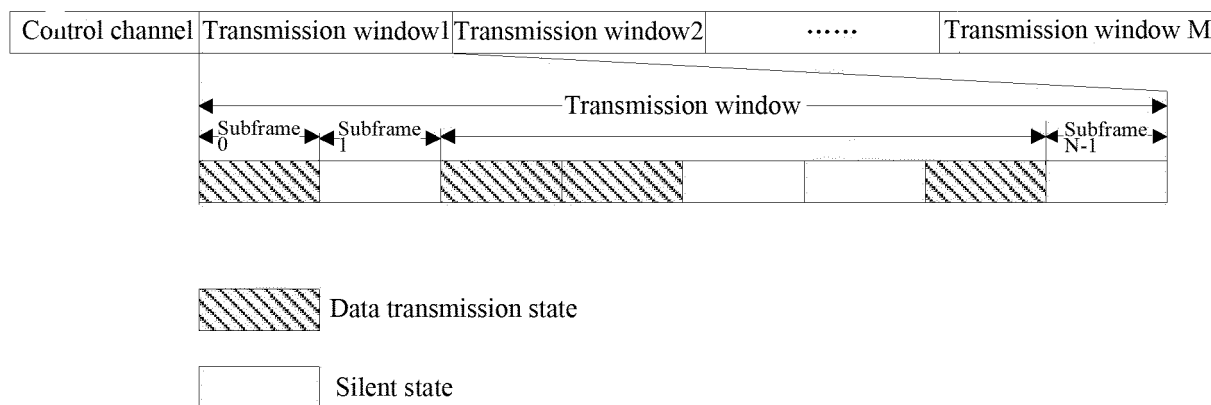 Control channel Transmission window1 Transmission window2 ...... Transmission window M
Transmission window
Subframe 0 Subframe 1 Subframe N-1
Data transmission state
Silent state